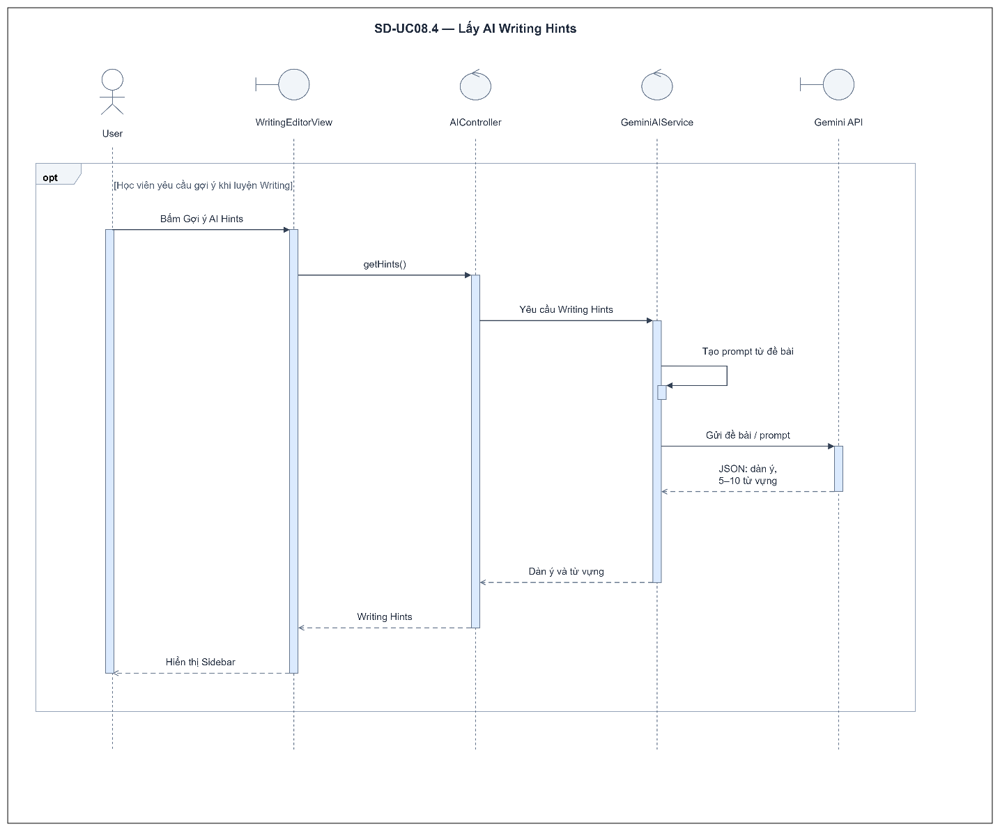 SD-UC08.4 — Lấy AI Writing Hints
User
WritingEditorView
AIController
GeminiAIService
Gemini API
opt
[Học viên yêu cầu gợi ý khi luyện Writing]
Bấm Gợi ý AI Hints
getHints()
Yêu cầu Writing Hints
Tạo prompt từ đề bài
Gửi đề bài / prompt
JSON: dàn ý,
5–10 từ vựng
Dàn ý và từ vựng
Writing Hints
Hiển thị Sidebar